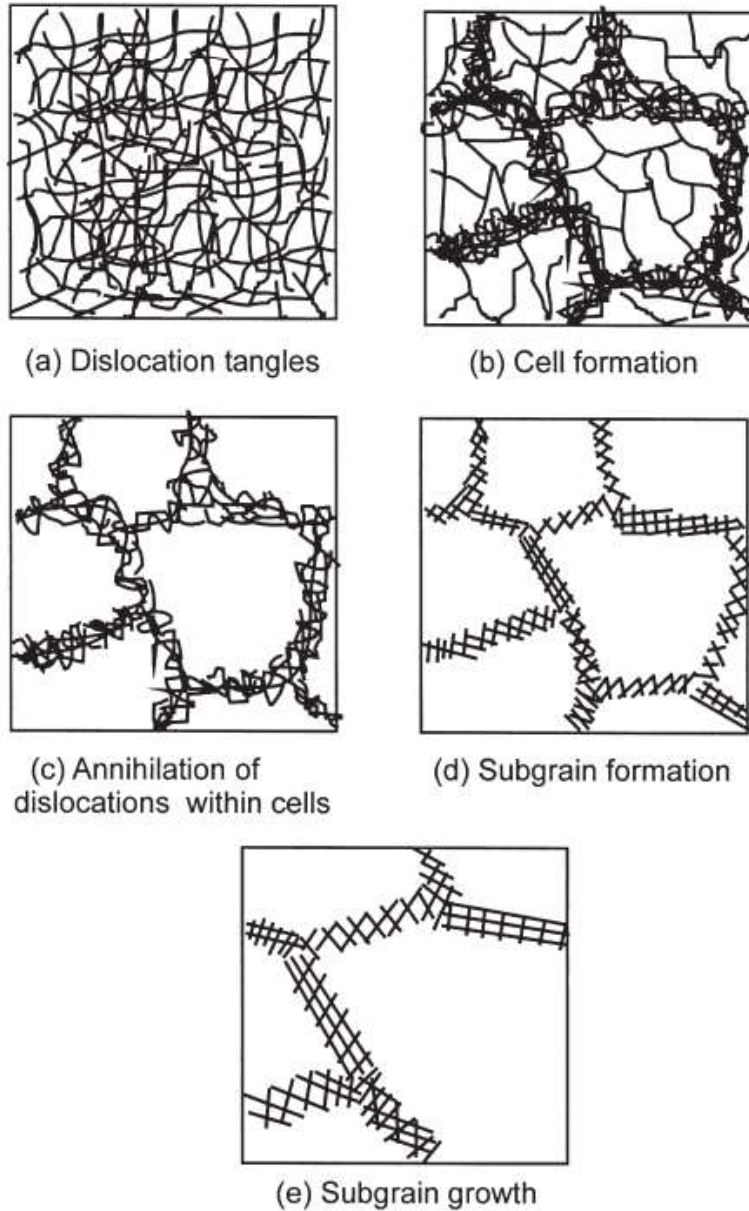 (a) Dislocation tangles
(b) Cell formation
(c) Annihilation of
dislocations within cells
(d) Subgrain formation
(e) Subgrain growth